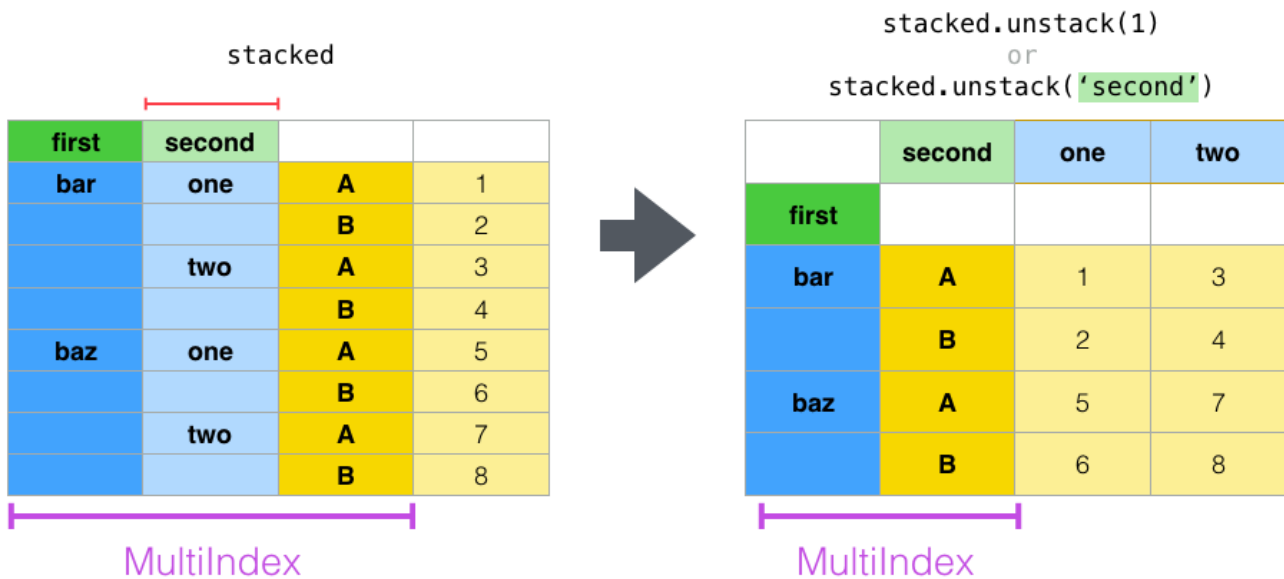 stacked
first second
bar one A 1
B 2
two A 3
B 4
baz one A 5
B 6
two A 7
B 8
MultiIndex
stacked.unstack(1)
or
stacked.unstack(‘second’)
second one two
first
bar A 1 3
B 2 4
baz A 5 7
B 6 8
MultiIndex